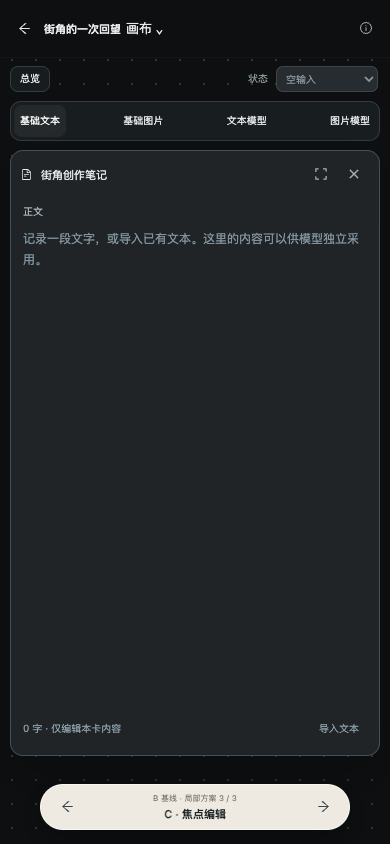 街角的一次回望 画布
总览 状态 空输入
基础文本 基础图片 文本模型 图片模型
街角创作笔记
正文
记录一段文字，或导入已有文本。这里的内容可以供模型独立采
用。
0 字 · 仅编辑本卡内容 导入文本
B 基线 · 局部方案 3 / 3
C · 焦点编辑